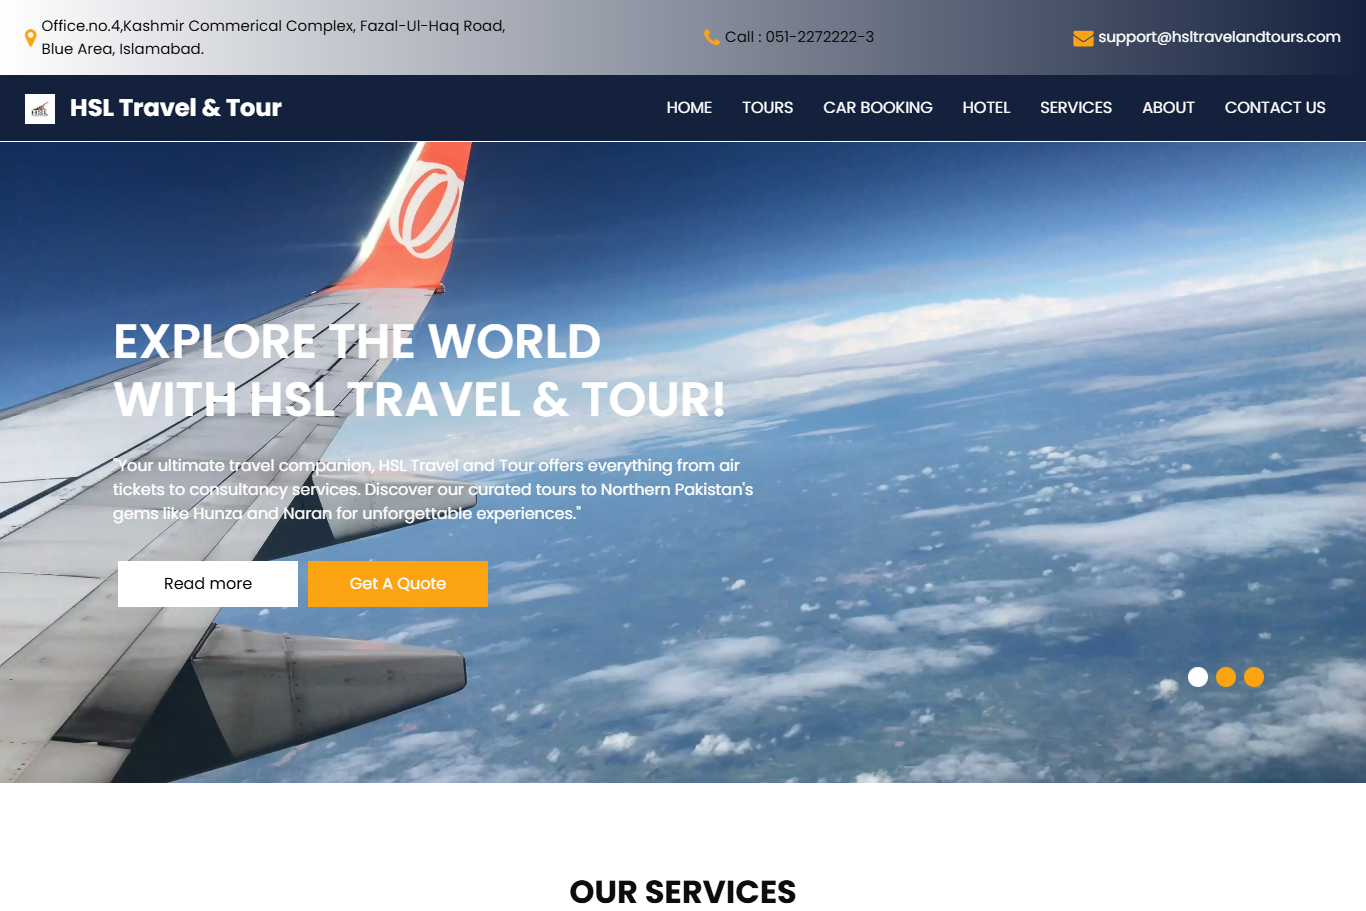 Office.no.4,Kashmir Commerical Complex, Fazal-Ul-Haq Road,
Blue Area, Islamabad.
Call : 051-2272222-3
support@hsltravelandtours.com
HSL
HSL Travel & Tour
HOME
TOURS
CAR BOOKING
HOTEL
SERVICES
ABOUT
CONTACT US
EXPLORE THE WORLD
WITH HSL TRAVEL & TOUR!
"Your ultimate travel companion, HSL Travel and Tour offers everything from air
tickets to consultancy services. Discover our curated tours to Northern Pakistan's
gems like Hunza and Naran for unforgettable experiences."
Read more
Get A Quote
OUR SERVICES